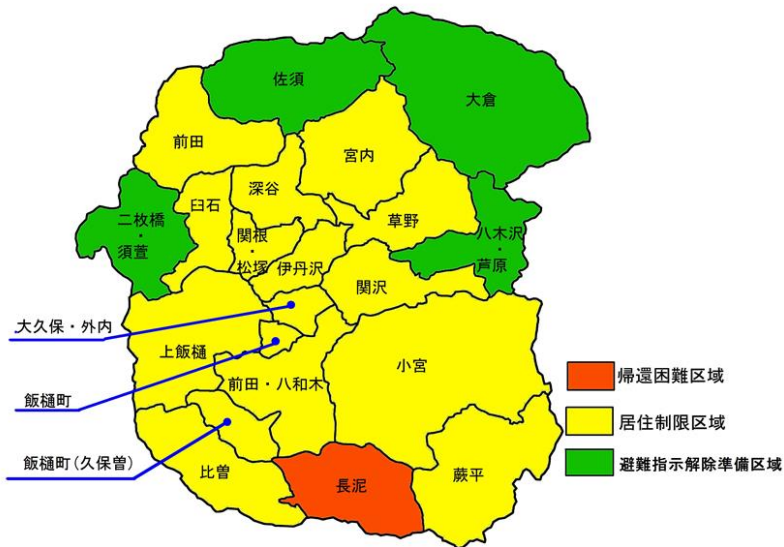 佐須
大倉
前田
宮内
深谷
臼石
草野
二枚橋
・
須萱
関根
・
松塚
八木沢
・
芦原
伊丹沢
関沢
大久保・外内
上飯樋
小宮
前田・八和木
飯樋町
飯樋町(久保曽)
比曽
長泥
蕨平
帰還困難区域
居住制限区域
避難指示解除準備区域